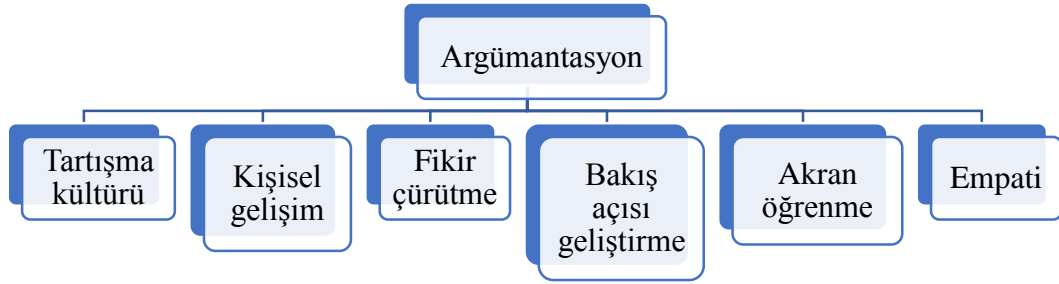 Argümantasyon
Tartışma
kültürü
Kişisel
gelişim
Fikir
çürütme
Bakış
açısı
geliştirme
Akran
öğrenme
Empati